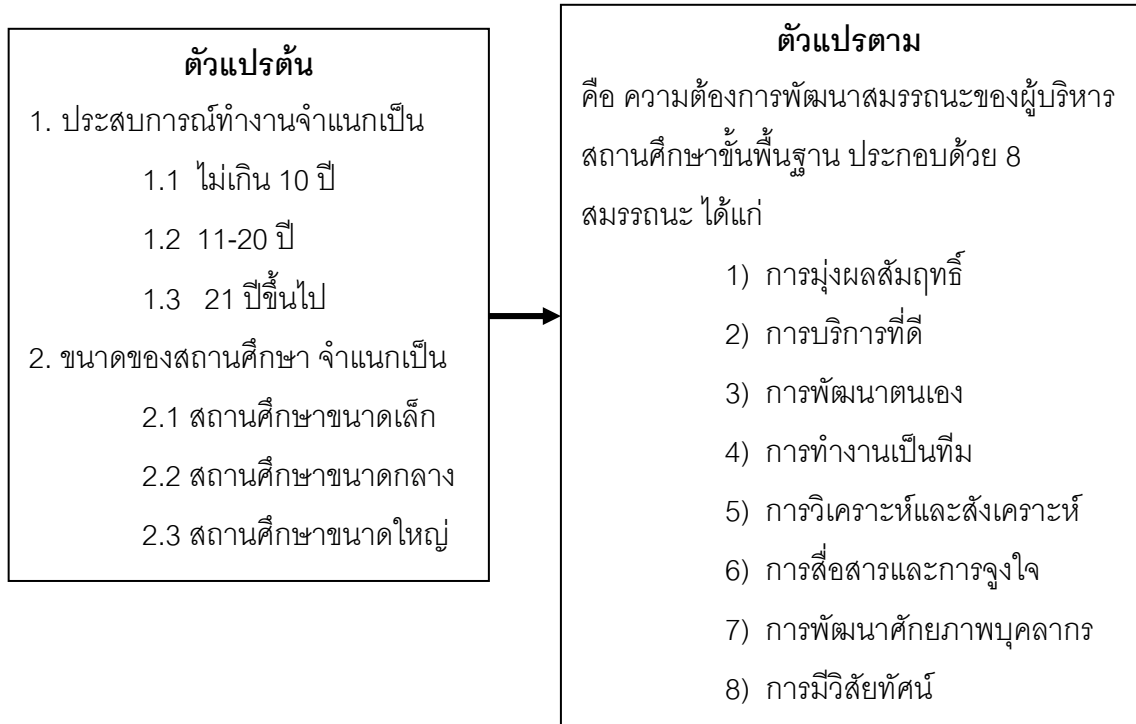 ตัวแปรต้น
1. ประสบการณ์ทำงานจำแนกเป็น
1.1 ไม่เกิน 10 ปี
1.2 11-20 ปี
1.3 21 ปีขึ้นไป
2. ขนาดของสถานศึกษา จำแนกเป็น
2.1 สถานศึกษาขนาดเล็ก
2.2 สถานศึกษาขนาดกลาง
2.3 สถานศึกษาขนาดใหญ่
ตัวแปรตาม
คือ ความต้องการพัฒนาสมรรถนะของผู้บริหาร
สถานศึกษาขั้นพื้นฐาน ประกอบด้วย 8
สมรรถนะ ได้แก่
1) การมุ่งผลสัมฤทธิ์
2) การบริการที่ดี
3) การพัฒนาตนเอง
4) การทำงานเป็นทีม
5) การวิเคราะห์และสังเคราะห์
6) การสื่อสารและการจูงใจ
7) การพัฒนาศักยภาพบุคลากร
8) การมีวิสัยทัศน์